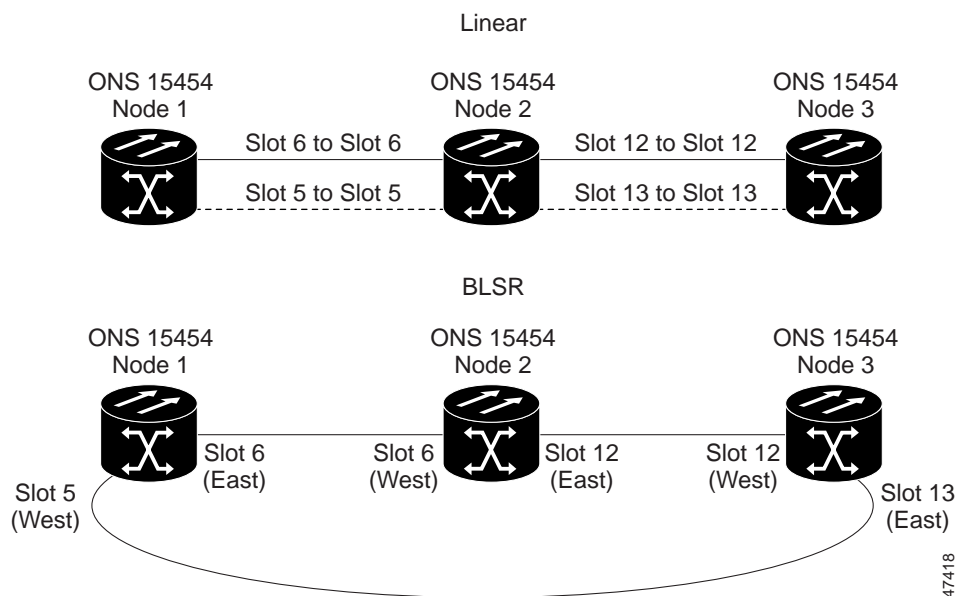 Linear
ONS 15454
Node 1
ONS 15454
Node 2
ONS 15454
Node 3
Slot 6 to Slot 6
Slot 12 to Slot 12
Slot 5 to Slot 5
Slot 13 to Slot 13
BLSR
ONS 15454
Node 1
ONS 15454
Node 2
ONS 15454
Node 3
Slot 6
(East)
Slot 6
(West)
Slot 12
(East)
Slot 12
(West)
Slot 5
(West)
Slot 13
(East)
47418